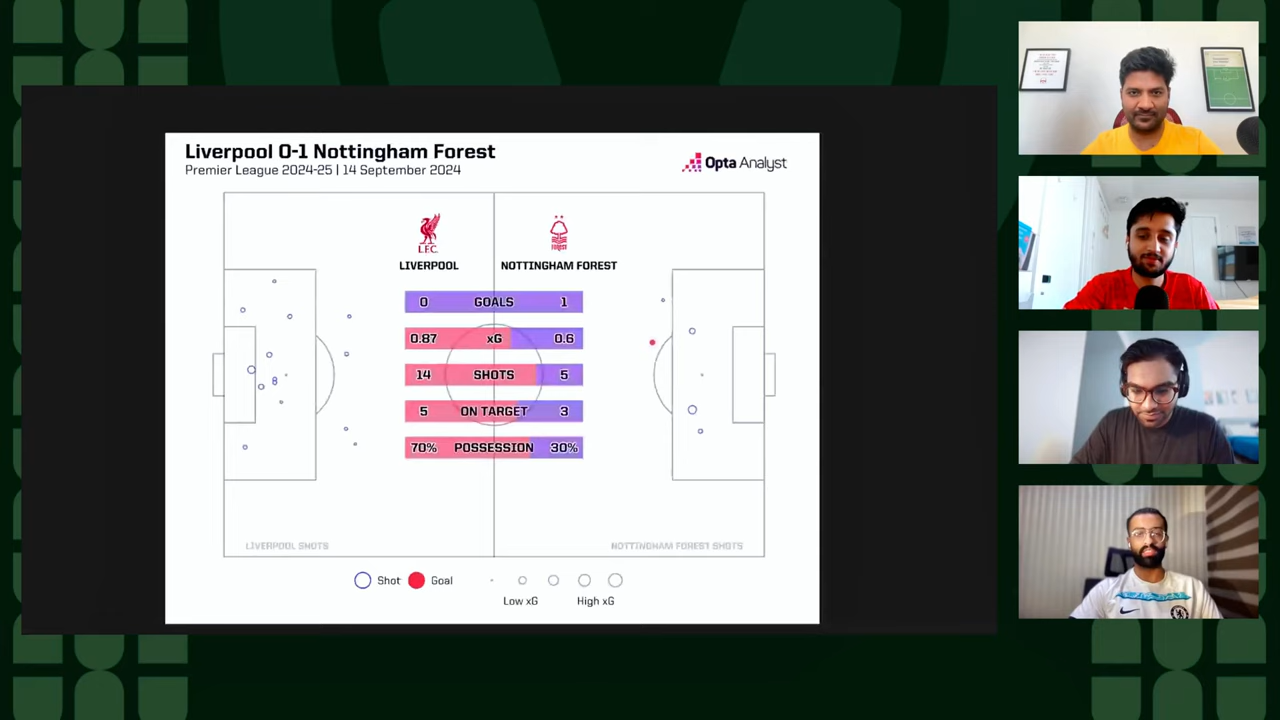 Liverpool 0-1 Nottingham Forest
Premier League 2024-25 | 14 September 2024
Opta Analyst
L.F.C.
FOREST
LIVERPOOL
NOTTINGHAM FOREST
0 GOALS 1
0.87 xG 0.6
14 SHOTS 5
5 ON TARGET 3
70% POSSESSION 30%
LIVERPOOL SHOTS
NOTTINGHAM FOREST SHOTS
Shot
Goal
Low xG
High xG